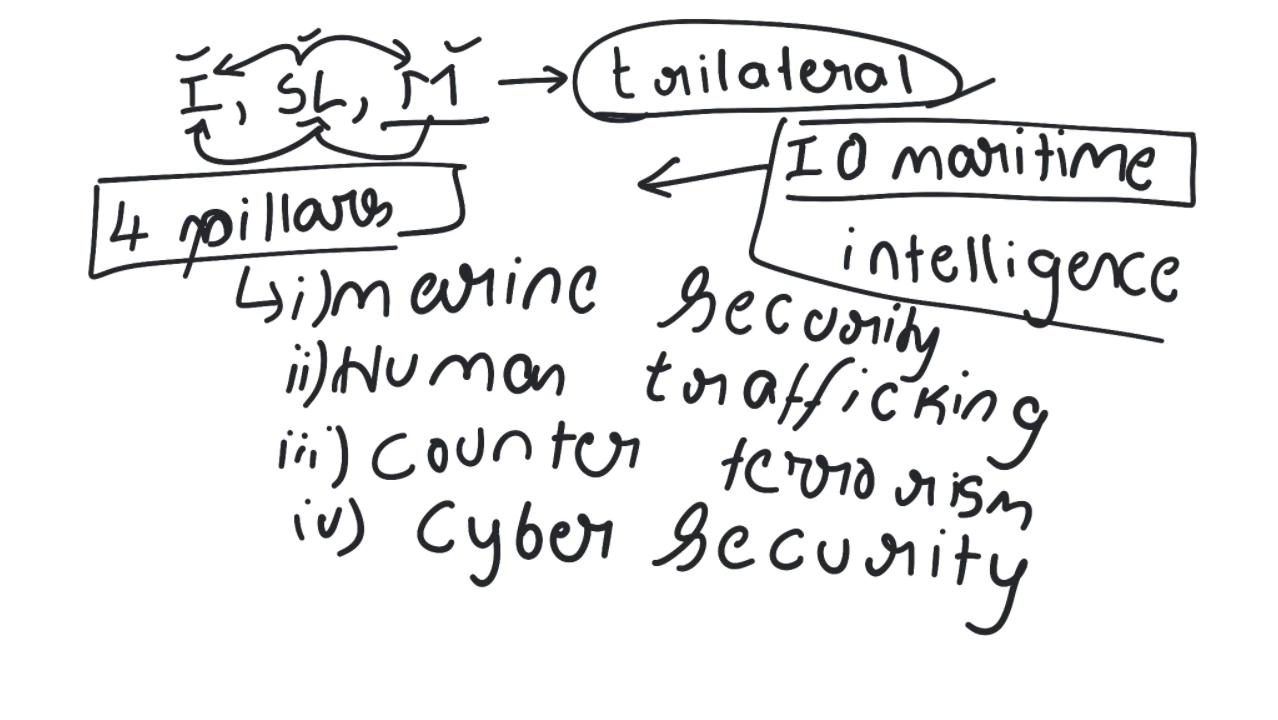 I, SL, M → trilateral
IO maritime
intelligence
4 pillars
↳ i) marine security
ii) Human trafficking
iii) counter terrorism
iv) Cyber Security